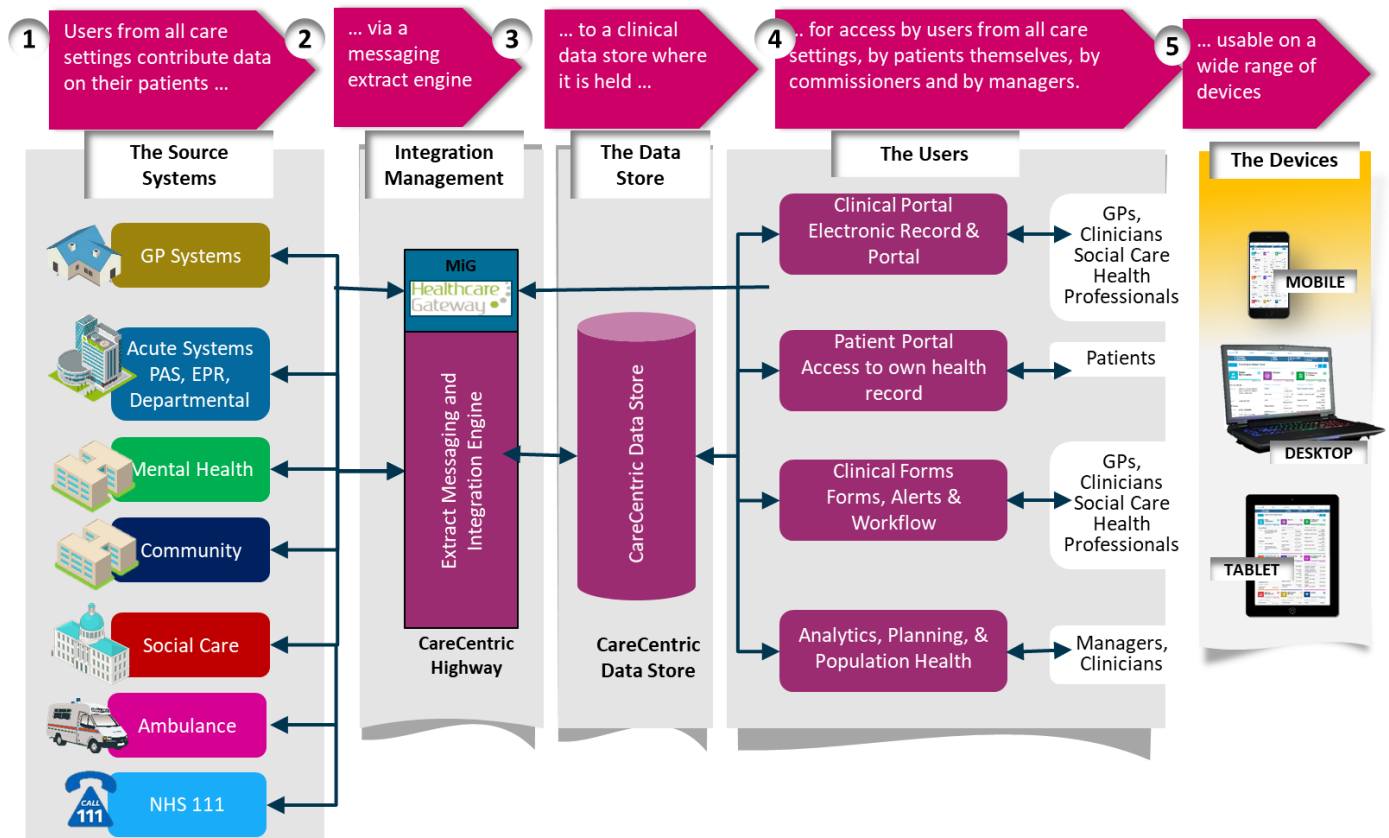 1
Users from all care
settings contribute data
on their patients ...
2
... via a
messaging
extract engine
3
... to a clinical
data store where
it is held ...
4
.. for access by users from all care
settings, by patients themselves, by
commissioners and by managers.
5
... usable on a
wide range of
devices
The Source
Systems
GP Systems
Acute Systems
PAS, EPR,
Departmental
Mental Health
Community
Social Care
Ambulance
CALL
111
NHS 111
Integration
Management
MiG
Healthcare
Gateway
Extract Messaging and
Integration Engine
CareCentric
Highway
The Data
Store
CareCentric Data Store
CareCentric
Data Store
The Users
Clinical Portal
Electronic Record &
Portal
GPs,
Clinicians
Social Care
Health
Professionals
Patient Portal
Access to own health
record
Patients
Clinical Forms
Forms, Alerts &
Workflow
GPs,
Clinicians
Social Care
Health
Professionals
Analytics, Planning, &
Population Health
Managers,
Clinicians
The Devices
MOBILE
DESKTOP
TABLET